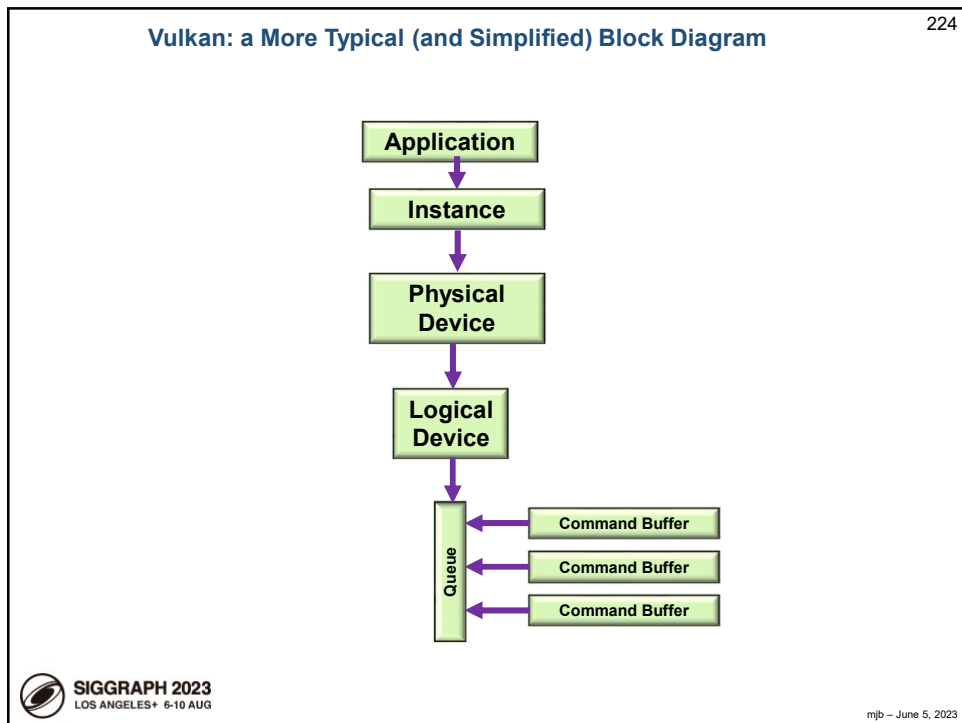 224
Vulkan: a More Typical (and Simplified) Block Diagram
Application
Instance
Physical
Device
Logical
Device
Queue
Command Buffer
Command Buffer
Command Buffer
SIGGRAPH 2023
LOS ANGELES+ 6-10 AUG
mjb – June 5, 2023